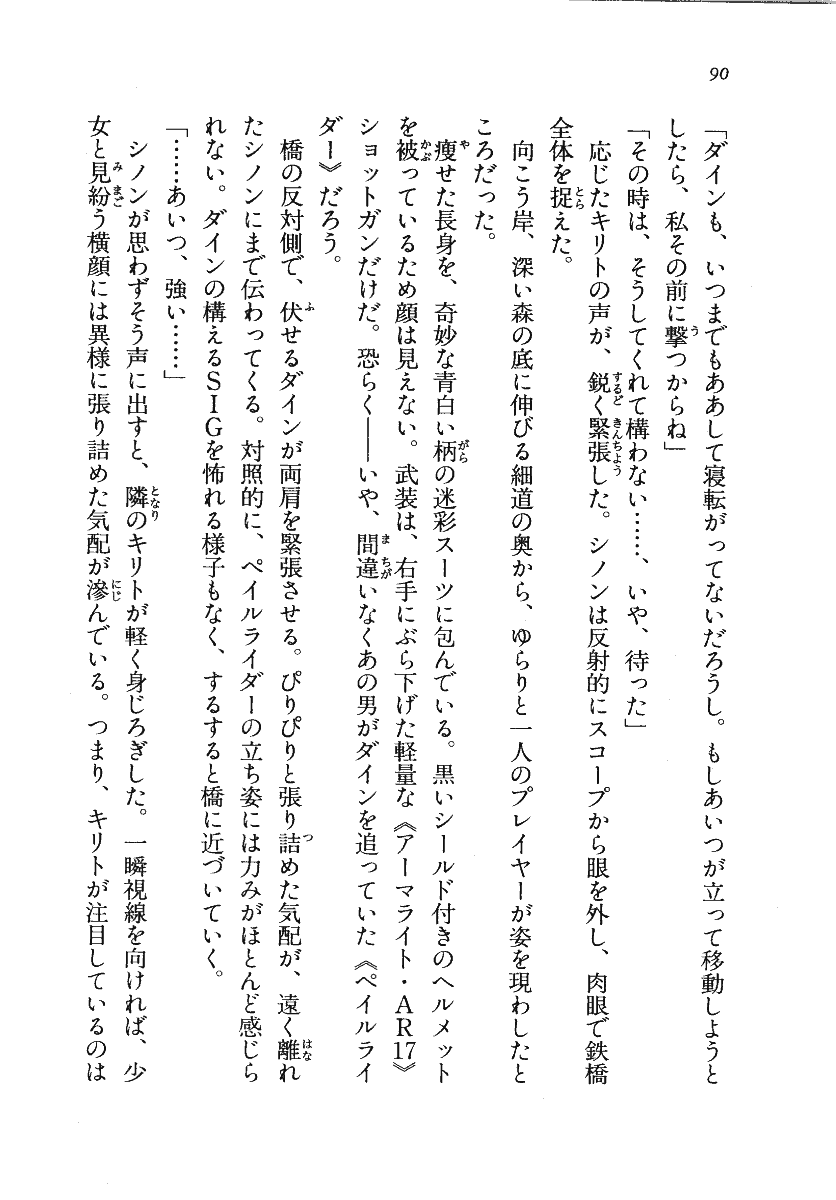 90
「ダインも、いつまでもああして寝転がってないだろうし。もしあいつが立って移動しようと
したら、私その前に撃つからね」
「その時は、そうしてくれて構わない……、いや、待った」
応じたキリトの声が、鋭く緊張した。シノンは反射的にスコープから眼を外し、肉眼で鉄橋
全体を捉えた。
向こう岸、深い森の底に伸びる細道の奥から、ゆらりと一人のプレイヤーが姿を現わしたと
ころだった。
痩せた長身を、奇妙な青白い柄の迷彩スーツに包んでいる。黒いシールド付きのヘルメット
を被っているため顔は見えない。武装は、右手にぶら下げた軽量な《アーマライト・AR17》
ショットガンだけだ。恐らく――いや、間違いなくあの男がダインを追っていた《ペイルライ
ダー》だろう。
橋の反対側で、伏せるダインが両肩を緊張させる。ぴりぴりと張り詰めた気配が、遠く離れ
たシノンにまで伝わってくる。対照的に、ペイルライダーの立ち姿には力みがほとんど感じら
れない。ダインの構えるSIGを怖れる様子もなく、するすると橋に近づいていく。
「……あいつ、強い……」
シノンが思わずそう声に出すと、隣のキリトが軽く身じろぎした。一瞬視線を向ければ、少
女と見紛う横顔には異様に張り詰めた気配が滲んでいる。つまり、キリトが注目しているのは